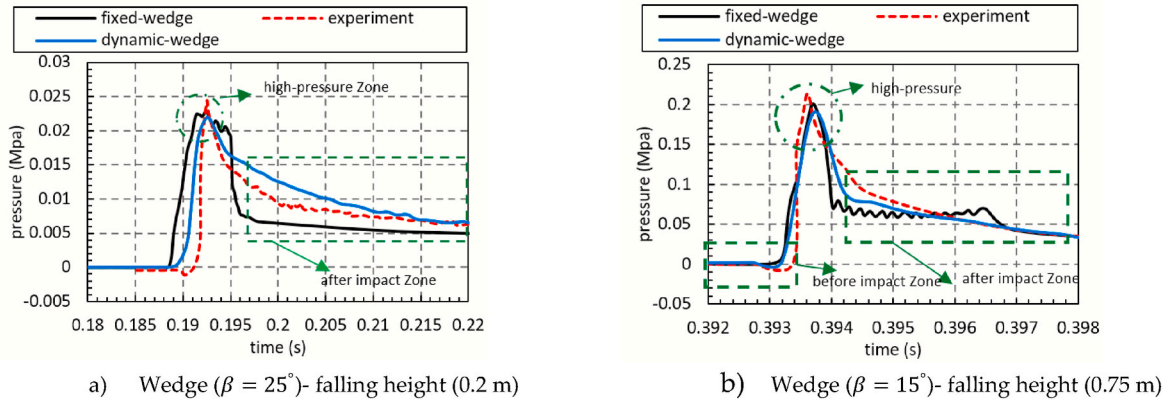 fixed-wedge experiment
dynamic-wedge
0.03
0.025
0.02
0.015
0.01
0.005
0
-0.005
pressure (Mpa)
high-pressure Zone
after impact Zone
0.18 0.185 0.19 0.195 0.2 0.205 0.21 0.215 0.22
time (s)
a) Wedge (β = 25°)- falling height (0.2 m)
fixed-wedge experiment
dynamic-wedge
0.25
0.2
0.15
0.1
0.05
0
-0.05
pressure (Mpa)
high-pressure
before impact Zone
after impact Zone
0.392 0.393 0.394 0.395 0.396 0.397 0.398
time (s)
b) Wedge (β = 15°)- falling height (0.75 m)